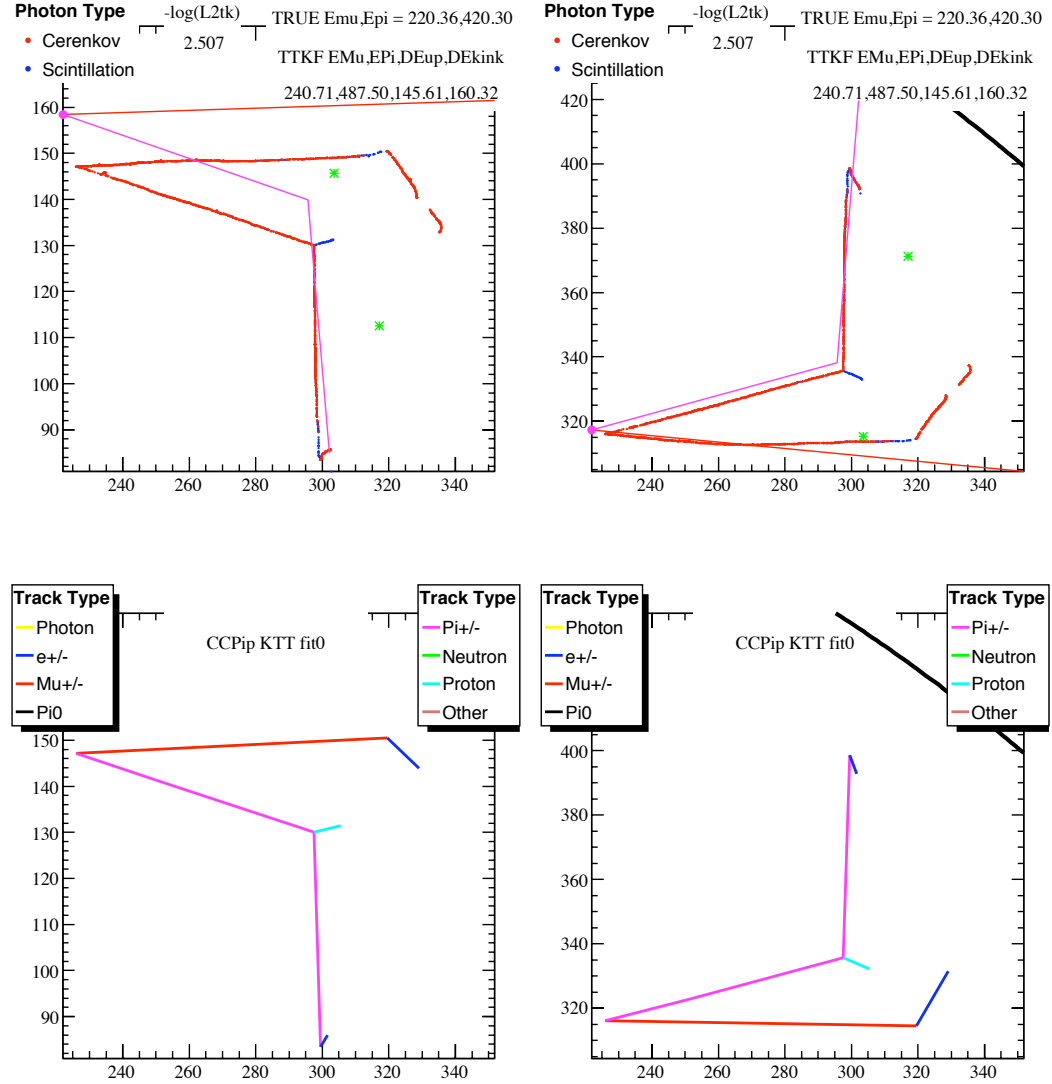 Photon Type
Cerenkov
Scintillation
-log(L2tk)
2.507
TRUE Emu,Epi = 220.36,420.30
TTKF EMu,EPi,DEup,DEkink
240.71,487.50,145.61,160.32
160
150
140
130
120
110
100
90
240 260 280 300 320 340
Photon Type
Cerenkov
Scintillation
-log(L2tk)
2.507
TRUE Emu,Epi = 220.36,420.30
TTKF EMu,EPi,DEup,DEkink
240.71,487.50,145.61,160.32
420
400
380
360
340
320
240 260 280 300 320 340
Track Type
Photon
e+/-
Mu+/-
Pi0
CCPip KTT fit0
Track Type
Pi+/-
Neutron
Proton
Other
150
140
130
120
110
100
90
240 260 280 300 320 340
Track Type
Photon
e+/-
Mu+/-
Pi0
CCPip KTT fit0
Track Type
Pi+/-
Neutron
Proton
Other
400
380
360
340
320
240 260 280 300 320 340